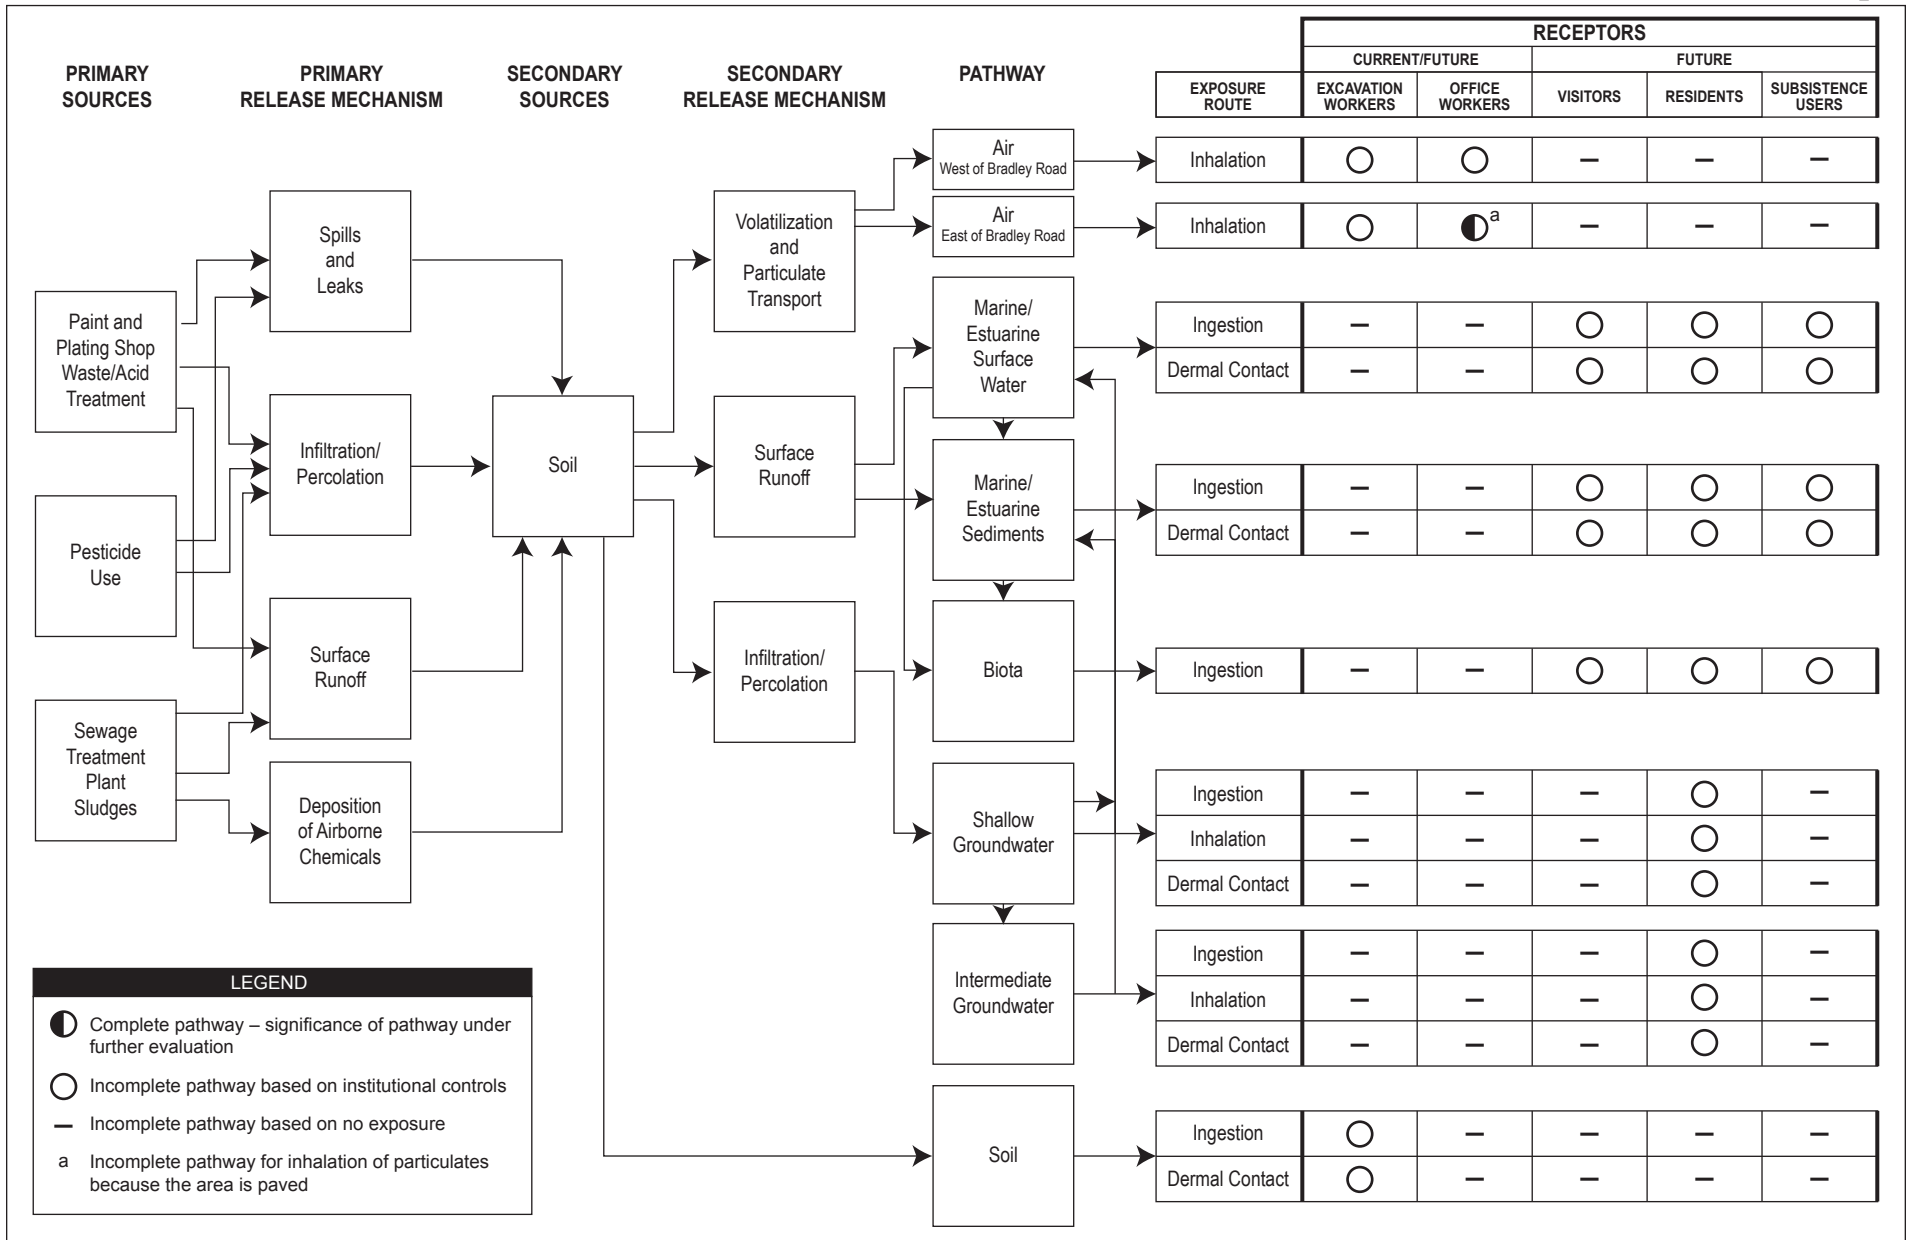 RECEPTORS
CURRENT/FUTURE
FUTURE
EXPOSURE
ROUTE
EXCAVATION
WORKERS
OFFICE
WORKERS
VISITORS
RESIDENTS
SUBSISTENCE
USERS
PRIMARY
SOURCES
PRIMARY
RELEASE MECHANISM
SECONDARY
SOURCES
SECONDARY
RELEASE MECHANISM
PATHWAY
Paint and
Plating Shop
Waste/Acid
Treatment
Pesticide
Use
Sewage
Treatment
Plant
Sludges
Spills
and
Leaks
Infiltration/
Percolation
Surface
Runoff
Deposition
of Airborne
Chemicals
Soil
Volatilization
and
Particulate
Transport
Surface
Runoff
Infiltration/
Percolation
Air
West of Bradley Road
Inhalation
– – –
Air
East of Bradley Road
Inhalation
a
– – –
Marine/
Estuarine
Surface
Water
Ingestion
– –
Dermal Contact
– –
Marine/
Estuarine
Sediments
Ingestion
– –
Dermal Contact
– –
Biota
Ingestion
– –
Shallow
Groundwater
Ingestion
– – – –
Inhalation
– – – –
Dermal Contact
– – – –
Intermediate
Groundwater
Ingestion
– – – –
Inhalation
– – – –
Dermal Contact
– – – –
Soil
Ingestion
– – – –
Dermal Contact
– – – –
LEGEND
Complete pathway – significance of pathway under
further evaluation
Incomplete pathway based on institutional controls
– Incomplete pathway based on no exposure
a Incomplete pathway for inhalation of particulates
because the area is paved